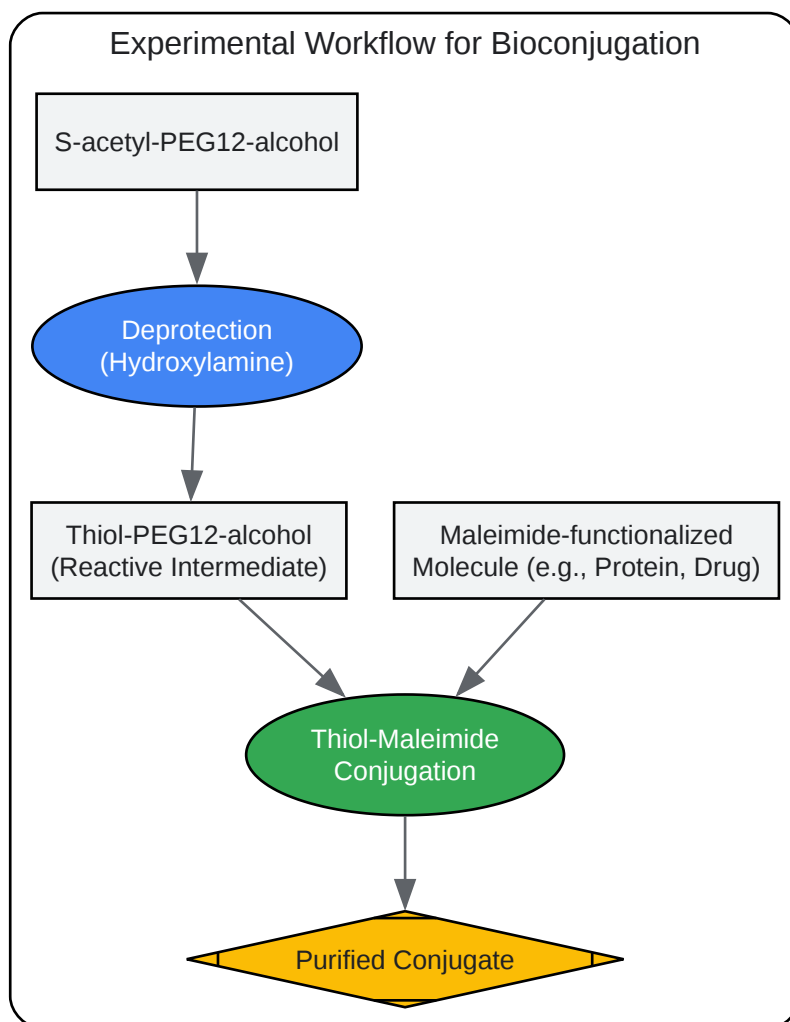 Experimental Workflow for Bioconjugation
S-acetyl-PEG12-alcohol
Deprotection
(Hydroxylamine)
Thiol-PEG12-alcohol
(Reactive Intermediate)
Maleimide-functionalized
Molecule (e.g., Protein, Drug)
Thiol-Maleimide
Conjugation
Purified Conjugate